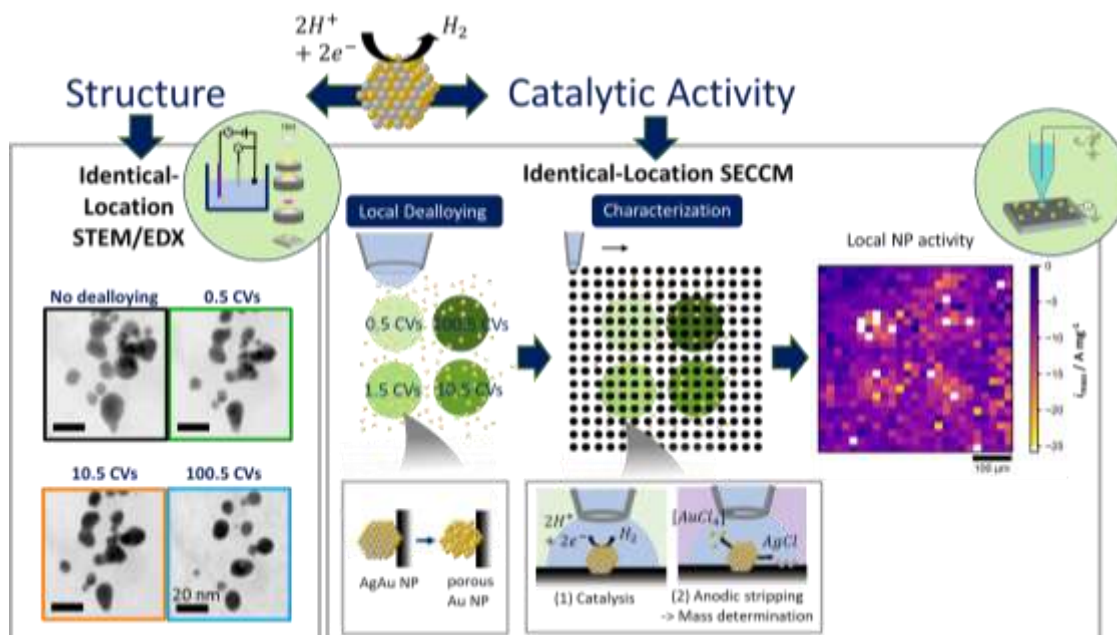 2H⁺
+ 2e⁻
H₂
Structure
Catalytic Activity
Identical-
Location
STEM/EDX
Identical-Location SECCM
Local Dealloying
Characterization
Local NP activity
No dealloying
0.5 CVs
10.5 CVs
100.5 CVs
20 nm
0.5 CVs
100.5 CVs
1.5 CVs
10.5 CVs
0
-5
-10
-15
-20
-25
i_mass / A mg⁻¹
100 µm
AgAu NP
porous
Au NP
2H⁺
+ 2e⁻
H₂
(1) Catalysis
[AuCl₄]⁻
AgCl
(2) Anodic stripping
-> Mass determination